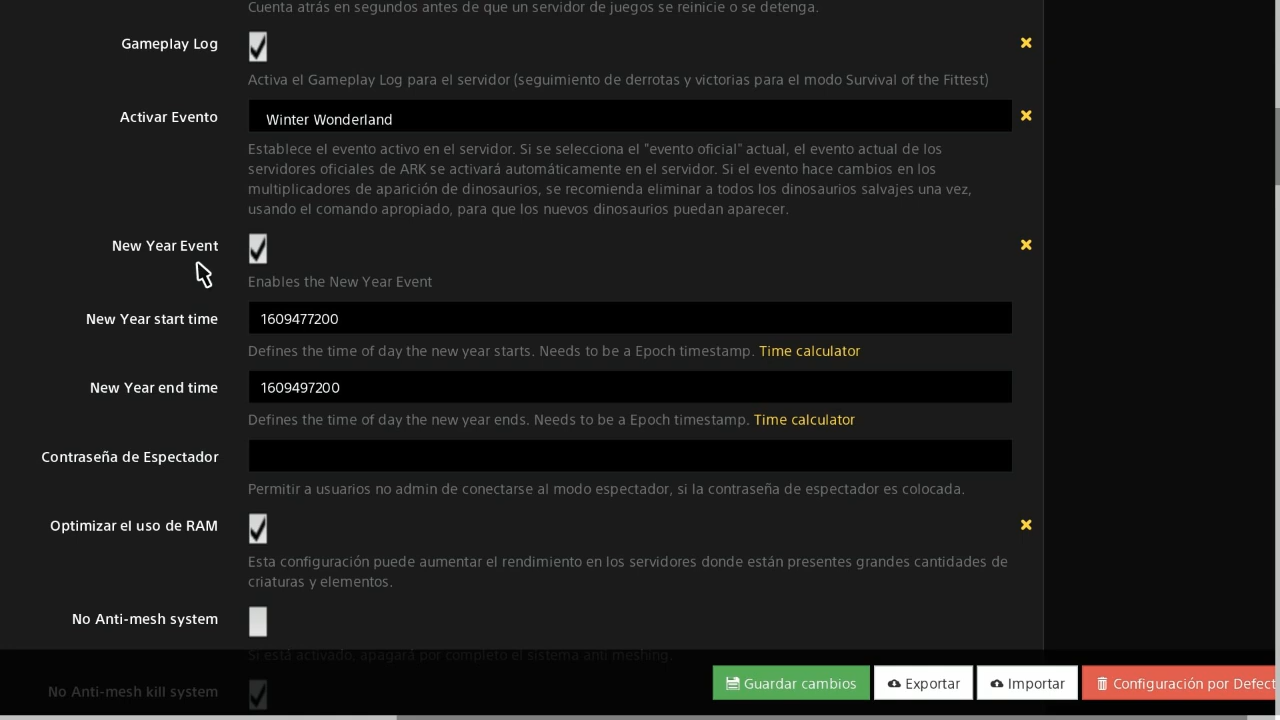 Cuenta atrás en segundos antes de que un servidor de juegos se reinicie o se detenga.
Gameplay Log
Activa el Gameplay Log para el servidor (seguimiento de derrotas y victorias para el modo Survival of the Fittest)
Activar Evento
Winter Wonderland
Establece el evento activo en el servidor. Si se selecciona el "evento oficial" actual, el evento actual de los
servidores oficiales de ARK se activará automáticamente en el servidor. Si el evento hace cambios en los
multiplicadores de aparición de dinosaurios, se recomienda eliminar a todos los dinosaurios salvajes una vez,
usando el comando apropiado, para que los nuevos dinosaurios puedan aparecer.
New Year Event
Enables the New Year Event
New Year start time
1609477200
Defines the time of day the new year starts. Needs to be a Epoch timestamp. Time calculator
New Year end time
1609497200
Defines the time of day the new year ends. Needs to be a Epoch timestamp. Time calculator
Contraseña de Espectador
Permitir a usuarios no admin de conectarse al modo espectador, si la contraseña de espectador es colocada.
Optimizar el uso de RAM
Esta configuración puede aumentar el rendimiento en los servidores donde están presentes grandes cantidades de
criaturas y elementos.
No Anti-mesh system
Si está activado, apagará por completo el sistema anti meshing.
No Anti-mesh kill system
Guardar cambios
Exportar
Importar
Configuración por Defect